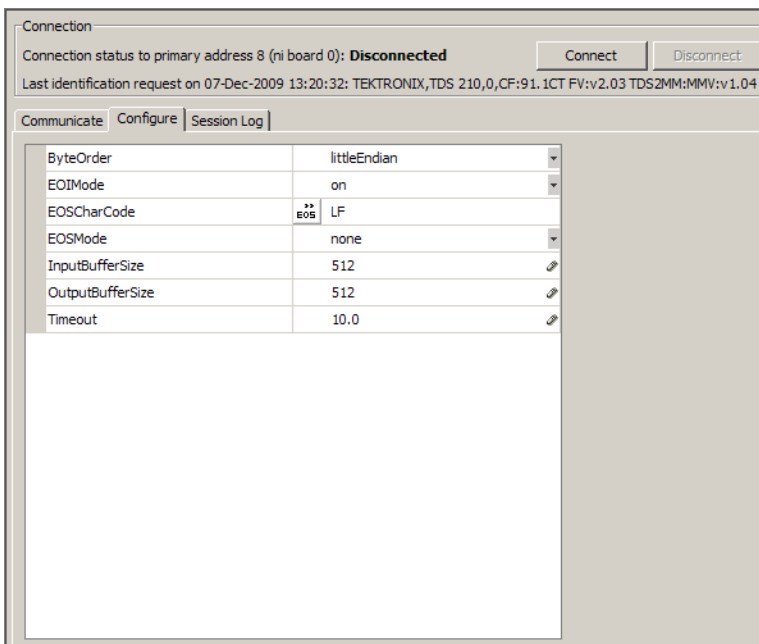 Connection
Connection status to primary address 8 (ni board 0): Disconnected Connect Disconnect
Last identification request on 07-Dec-2009 13:20:32: TEKTRONIX,TDS 210,0,CF:91.1CT FV:v2.03 TDS2MM:MMV:v1.04
Communicate Configure Session Log
ByteOrder littleEndian
EOIMode on
EOSCharCode >> EOS LF
EOSMode none
InputBufferSize 512
OutputBufferSize 512
Timeout 10.0